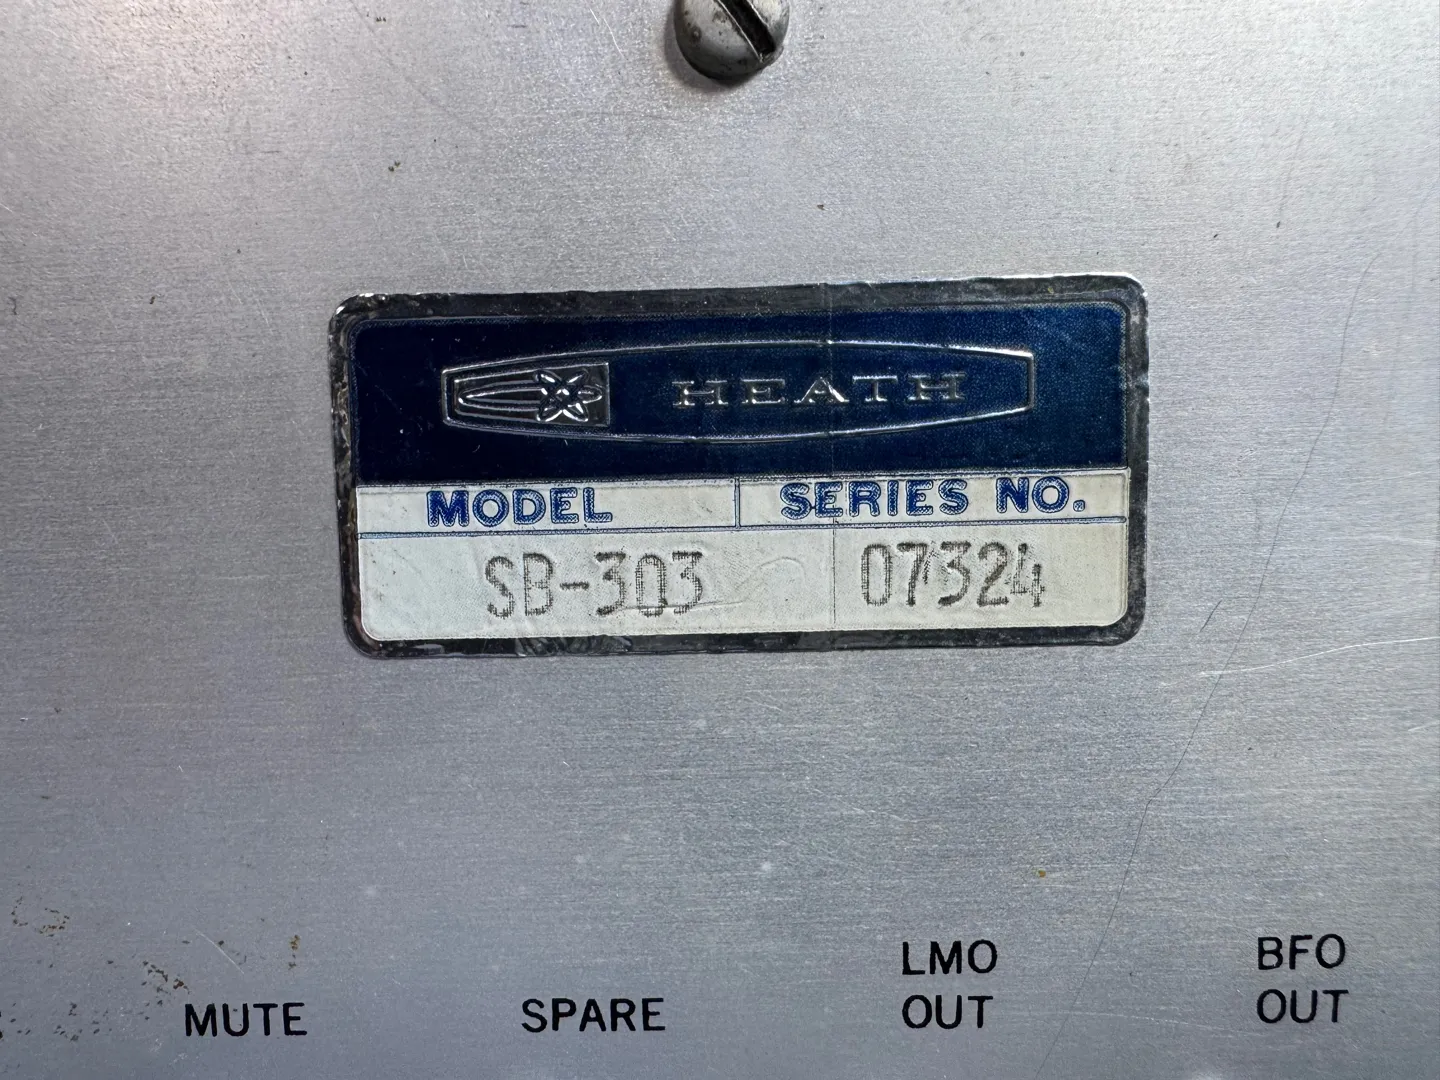 HEATH
MODEL SERIES NO.
SB-303 07324
LMO BFO
MUTE SPARE OUT OUT